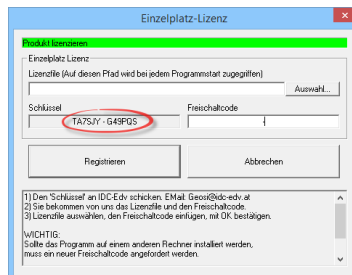 Einzelplatz-Lizenz
Produkt lizenzieren
Einzelplatz Lizenz
Lizenzfile (Auf diesen Pfad wird bei jedem Programmstart zugegriffen)
Auswahl...
Schlüssel
Freischaltcode
TA7SJY - G49PQS
-
Registrieren
Abbrechen
1) Den 'Schlüssel' an IDC-Edv schicken. EMail: Geosi@idc-edv.at
2) Sie bekommen von uns das Lizenzfile und den Freischaltcode.
3) Lizenzfile auswählen, den Freischaltcode einfügen, mit OK bestätigen.
WICHTIG:
Sollte das Programm auf einem anderen Rechner installiert werden,
muss ein neuer Freischaltcode angefordert werden.